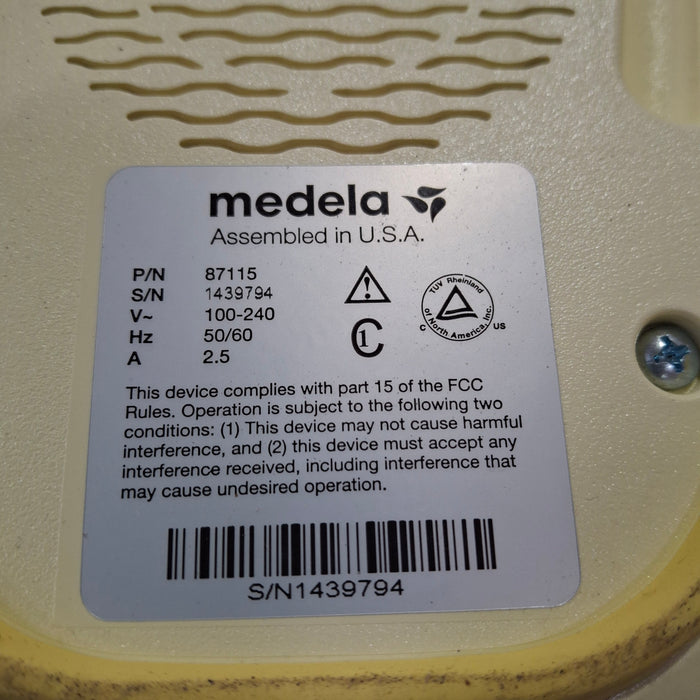 medela
Assembled in U.S.A.
P/N 87115
S/N 1439794
V~ 100-240
Hz 50/60
A 2.5
C1
TUV Rheinland
of North America, Inc.
C US
This device complies with part 15 of the FCC
Rules. Operation is subject to the following two
conditions: (1) This device may not cause harmful
interference, and (2) this device must accept any
interference received, including interference that
may cause undesired operation.
S/N1439794